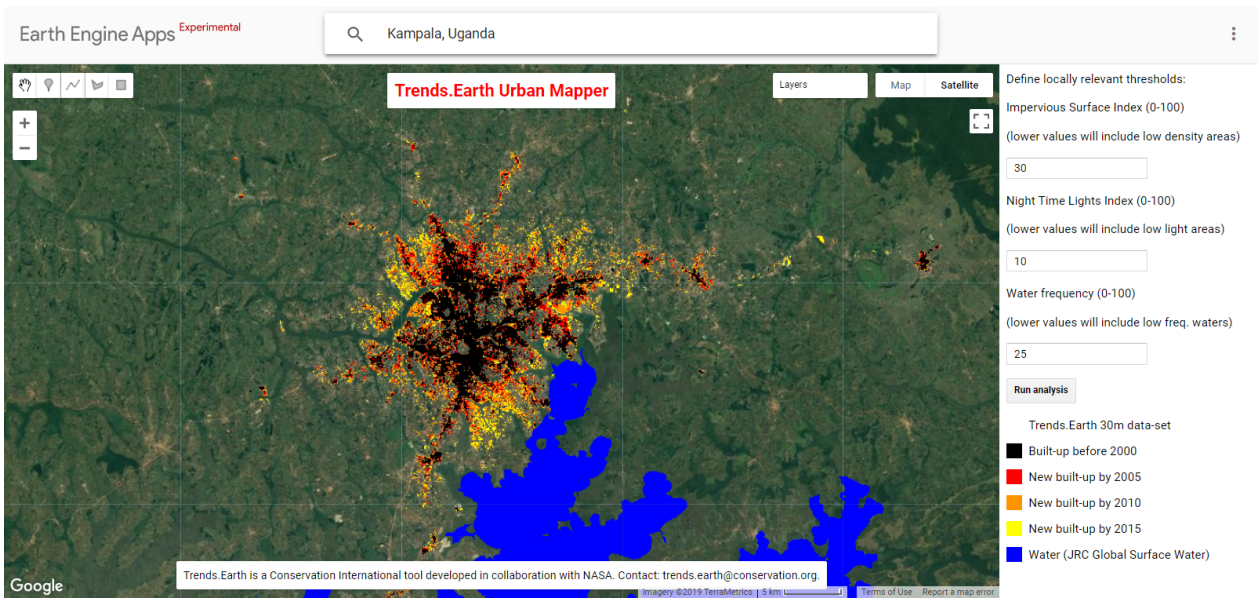 Earth Engine Apps Experimental
Kampala, Uganda
Trends.Earth Urban Mapper
Layers
Map
Satellite
Define locally relevant thresholds:
Impervious Surface Index (0-100)
(lower values will include low density areas)
30
Night Time Lights Index (0-100)
(lower values will include low light areas)
10
Water frequency (0-100)
(lower values will include low freq. waters)
25
Run analysis
Trends.Earth 30m data-set
Built-up before 2000
New built-up by 2005
New built-up by 2010
New built-up by 2015
Water (JRC Global Surface Water)
Trends.Earth is a Conservation International tool developed in collaboration with NASA. Contact: trends.earth@conservation.org.
Google
Imagery ©2019 TerraMetrics
5 km
Terms of Use
Report a map error